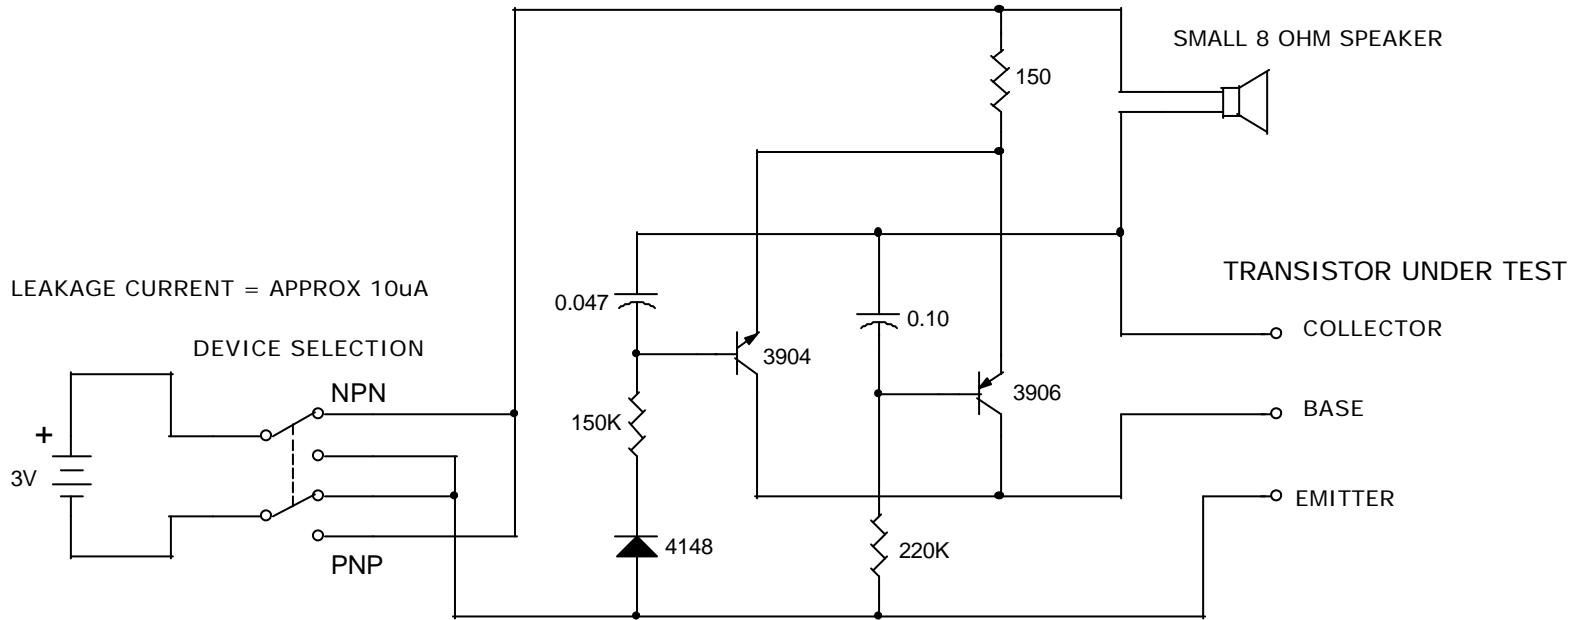 SMALL 8 OHM SPEAKER
150
TRANSISTOR UNDER TEST
LEAKAGE CURRENT = APPROX 10uA
0.047
0.10
COLLECTOR
DEVICE SELECTION
3904
NPN
3906
BASE
150K
+
3V
EMITTER
4148
220K
PNP